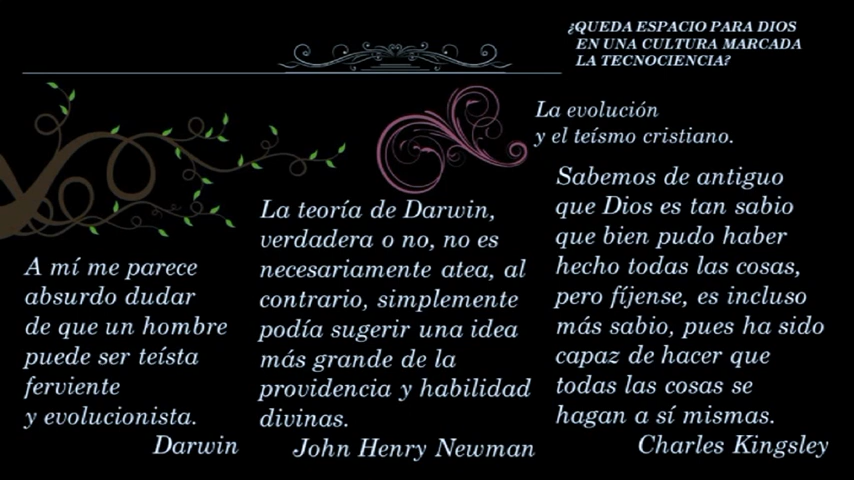 ¿QUEDA ESPACIO PARA DIOS
EN UNA CULTURA MARCADA
LA TECNOCIENCIA?
La evolución
y el teísmo cristiano.
A mí me parece
absurdo dudar
de que un hombre
puede ser teísta
ferviente
y evolucionista.
Darwin
La teoría de Darwin,
verdadera o no, no es
necesariamente atea, al
contrario, simplemente
podía sugerir una idea
más grande de la
providencia y habilidad
divinas.
John Henry Newman
Sabemos de antiguo
que Dios es tan sabio
que bien pudo haber
hecho todas las cosas,
pero fíjense, es incluso
más sabio, pues ha sido
capaz de hacer que
todas las cosas se
hagan a sí mismas.
Charles Kingsley